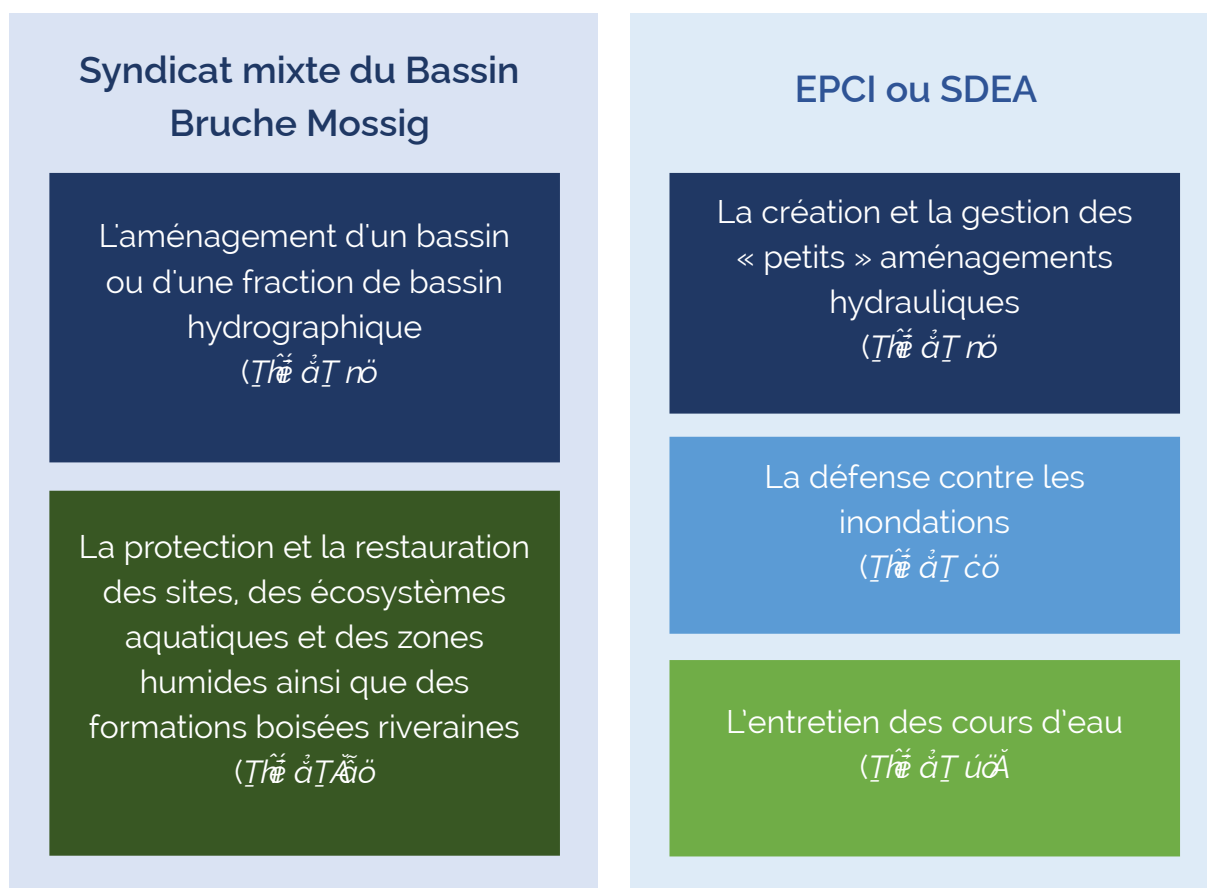 Syndicat mixte du Bassin
Bruche Mossig
L'aménagement d'un bassin
ou d'une fraction de bassin
hydrographique
La protection et la restauration
des sites, des écosystèmes
aquatiques et des zones
humides ainsi que des
formations boisées riveraines
EPCI ou SDEA
La création et la gestion des
« petits » aménagements
hydrauliques
La défense contre les
inondations
L'entretien des cours d'eau